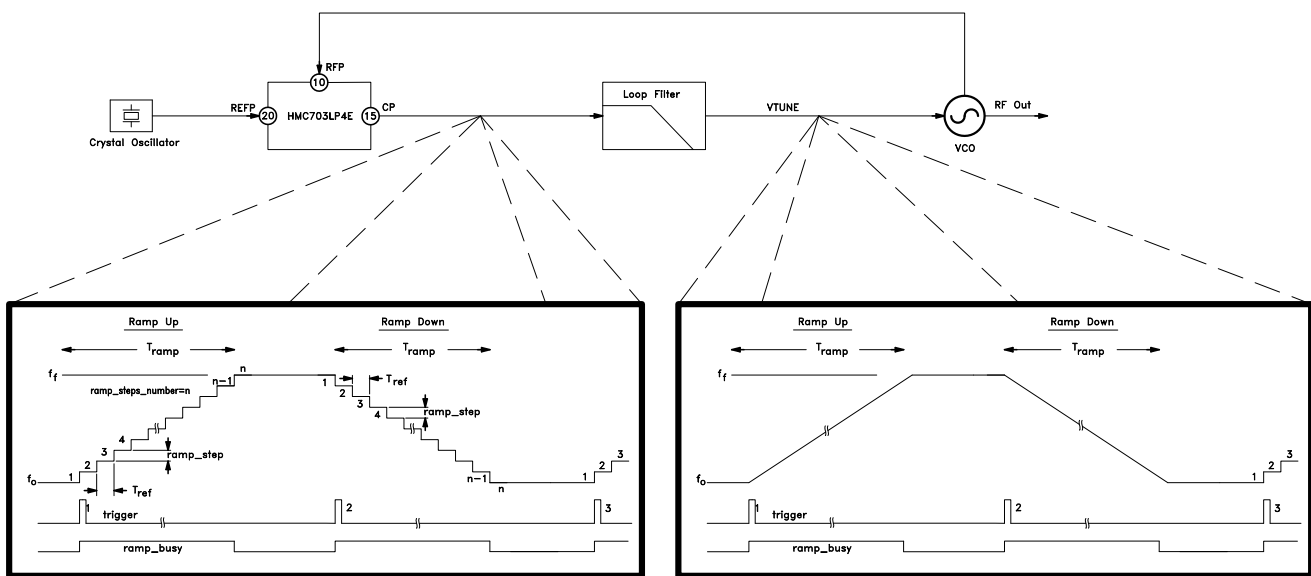 RFP
10
REFP
20
HMC703LP4E
15
CP
Crystal Oscillator
Loop Filter
VTUNE
RF Out
VCO
Ramp Up
Ramp Down
Tramp
Tramp
ff
ramp_steps_number=n
n-1
n
1
2
3
4
Tref
ramp_step
1
2
3
4
ramp_step
Tref
fo
n-1
n
1
2
3
1
trigger
2
3
ramp_busy
Ramp Up
Ramp Down
Tramp
Tramp
ff
fo
1
2
3
1
trigger
2
3
ramp_busy